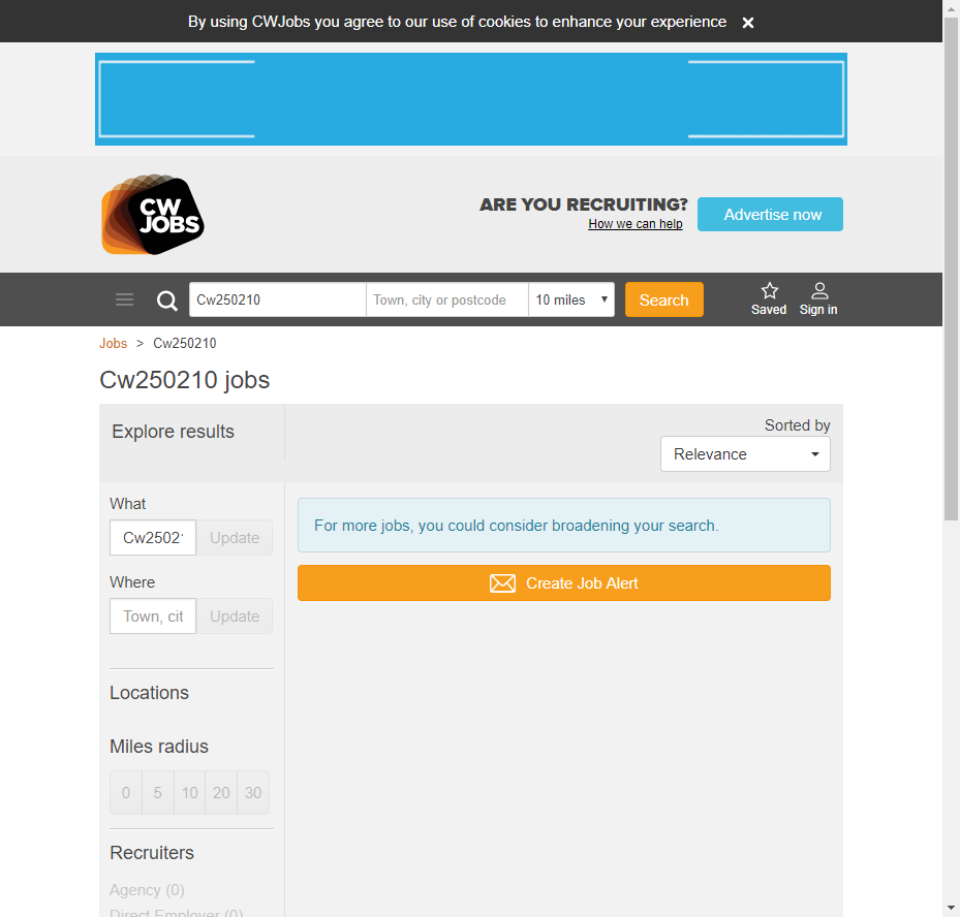 By using CWJobs you agree to our use of cookies to enhance your experience ×
CW
JOBS
ARE YOU RECRUITING?
How we can help
Advertise now
Cw250210
Town, city or postcode
10 miles
Search
Saved
Sign in
Jobs > Cw250210
Cw250210 jobs
Explore results
Sorted by
Relevance
What
Cw2502
Update
Where
Town, cit
Update
For more jobs, you could consider broadening your search.
Create Job Alert
Locations
Miles radius
0 5 10 20 30
Recruiters
Agency (0)
Direct Employer (0)